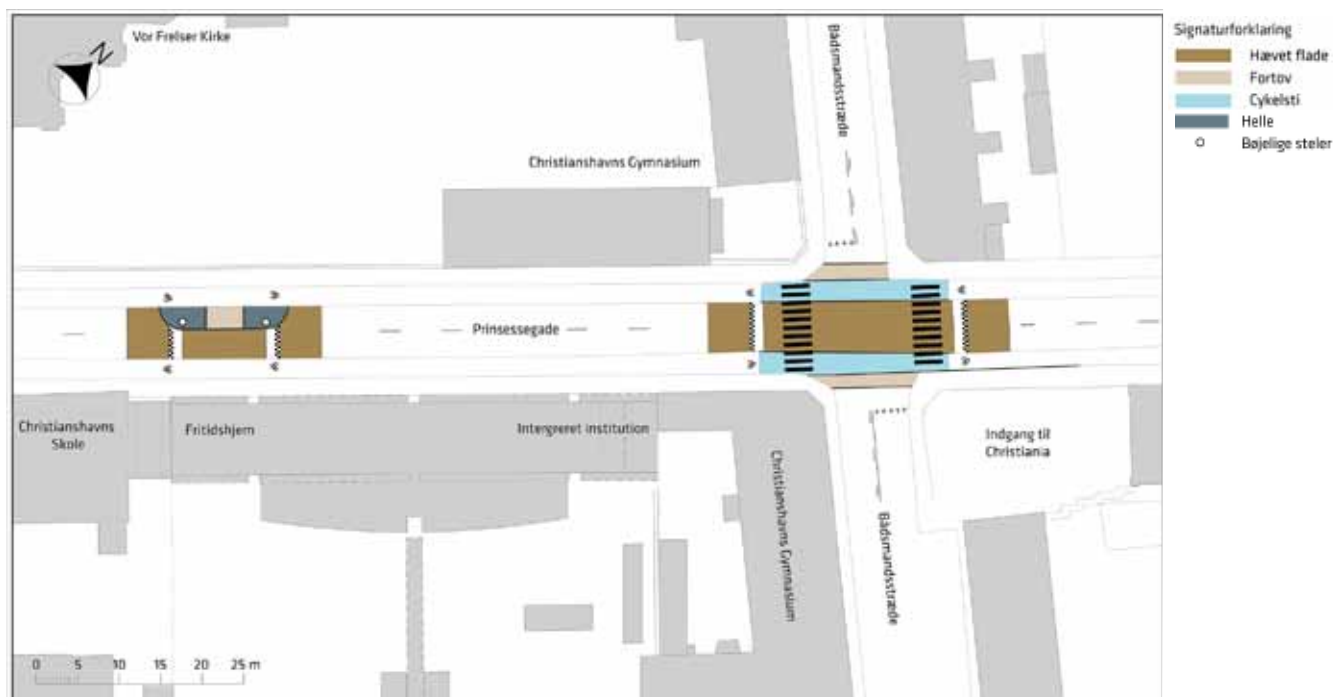 Vor Frelser Kirke
N
Bådsmandsstræde
Christianshavns Gymnasium
Prinsessegade
Christianshavns
Skole
Fritidshjem
Intergreret institution
Christianshavns Gymnasium
Bådsmandsstræde
Indgang til
Christiania
0 5 10 15 20 25 m
Signaturforklaring
Hævet flade
Fortov
Cykelsti
Helle
Bøjelige steler